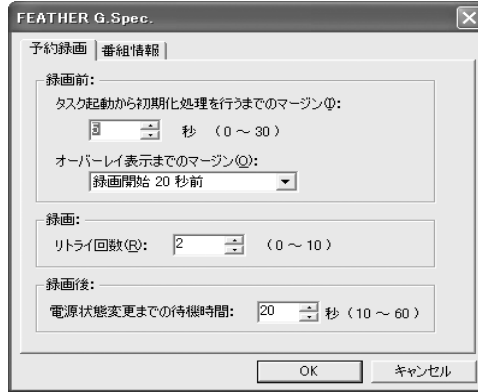 FEATHER G.Spec.
予約録画 番組情報
録画前:
タスク起動から初期化処理を行うまでのマージン(I):
秒 (0 ~ 30)
オーバーレイ表示までのマージン(O):
録画開始 20 秒前
録画:
リトライ回数(R): 2 (0 ~ 10)
録画後:
電源状態変更までの待機時間: 20 秒 (10 ~ 60)
OK キャンセル